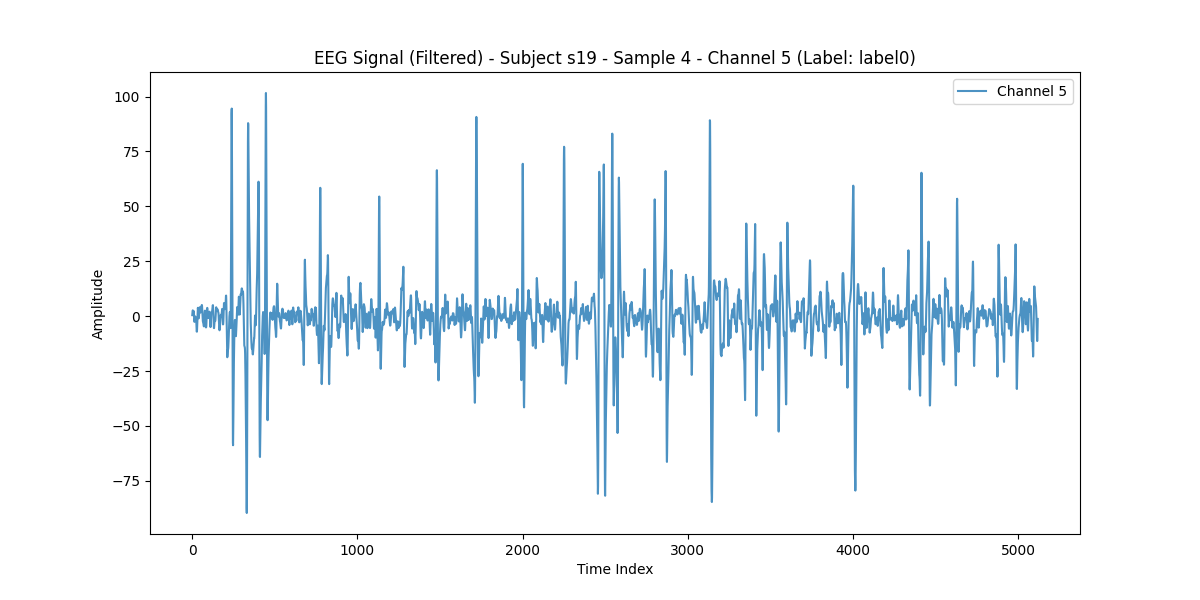 EEG Signal (Filtered) - Subject s19 - Sample 4 - Channel 5 (Label: label0)
Channel 5
100
75
50
25
0
−25
−50
−75
Amplitude
0 1000 2000 3000 4000 5000
Time Index